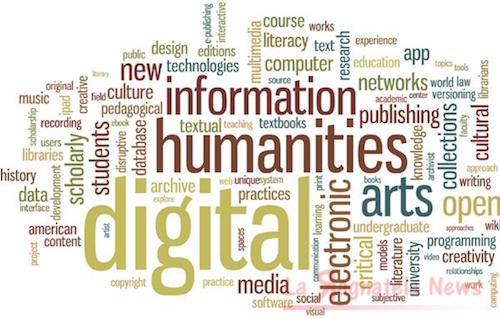 e-publishing
interactive
public
design
editions
multimedia
course
works
literacy
text
research
experience
new
technologies
computer
education
app
topics
tools
original
creative
literary
source
networks
world law
librarians
music
ipad
culture
information
academic
center
versioning
scholarship
field
pedagogical
publishing
cultural
recording
ebook
students
database
textual
teaching
textbooks
knowledge
collections
faculty
users
scholarly
disruptive
humanities
archivist
approach
libraries
writing
history
development
archive
web
unique
system
print
books
data
explore
practices
electronic
arts
open
interface
digital
learning
undergraduate
american
artist
spaces
communication
critical
approaches
wiki
content
models
literature
university
programming
project
video
creativity
copyright
practice
media
social
relationships
software
visual
subjective
work
computing
La Segnatela News